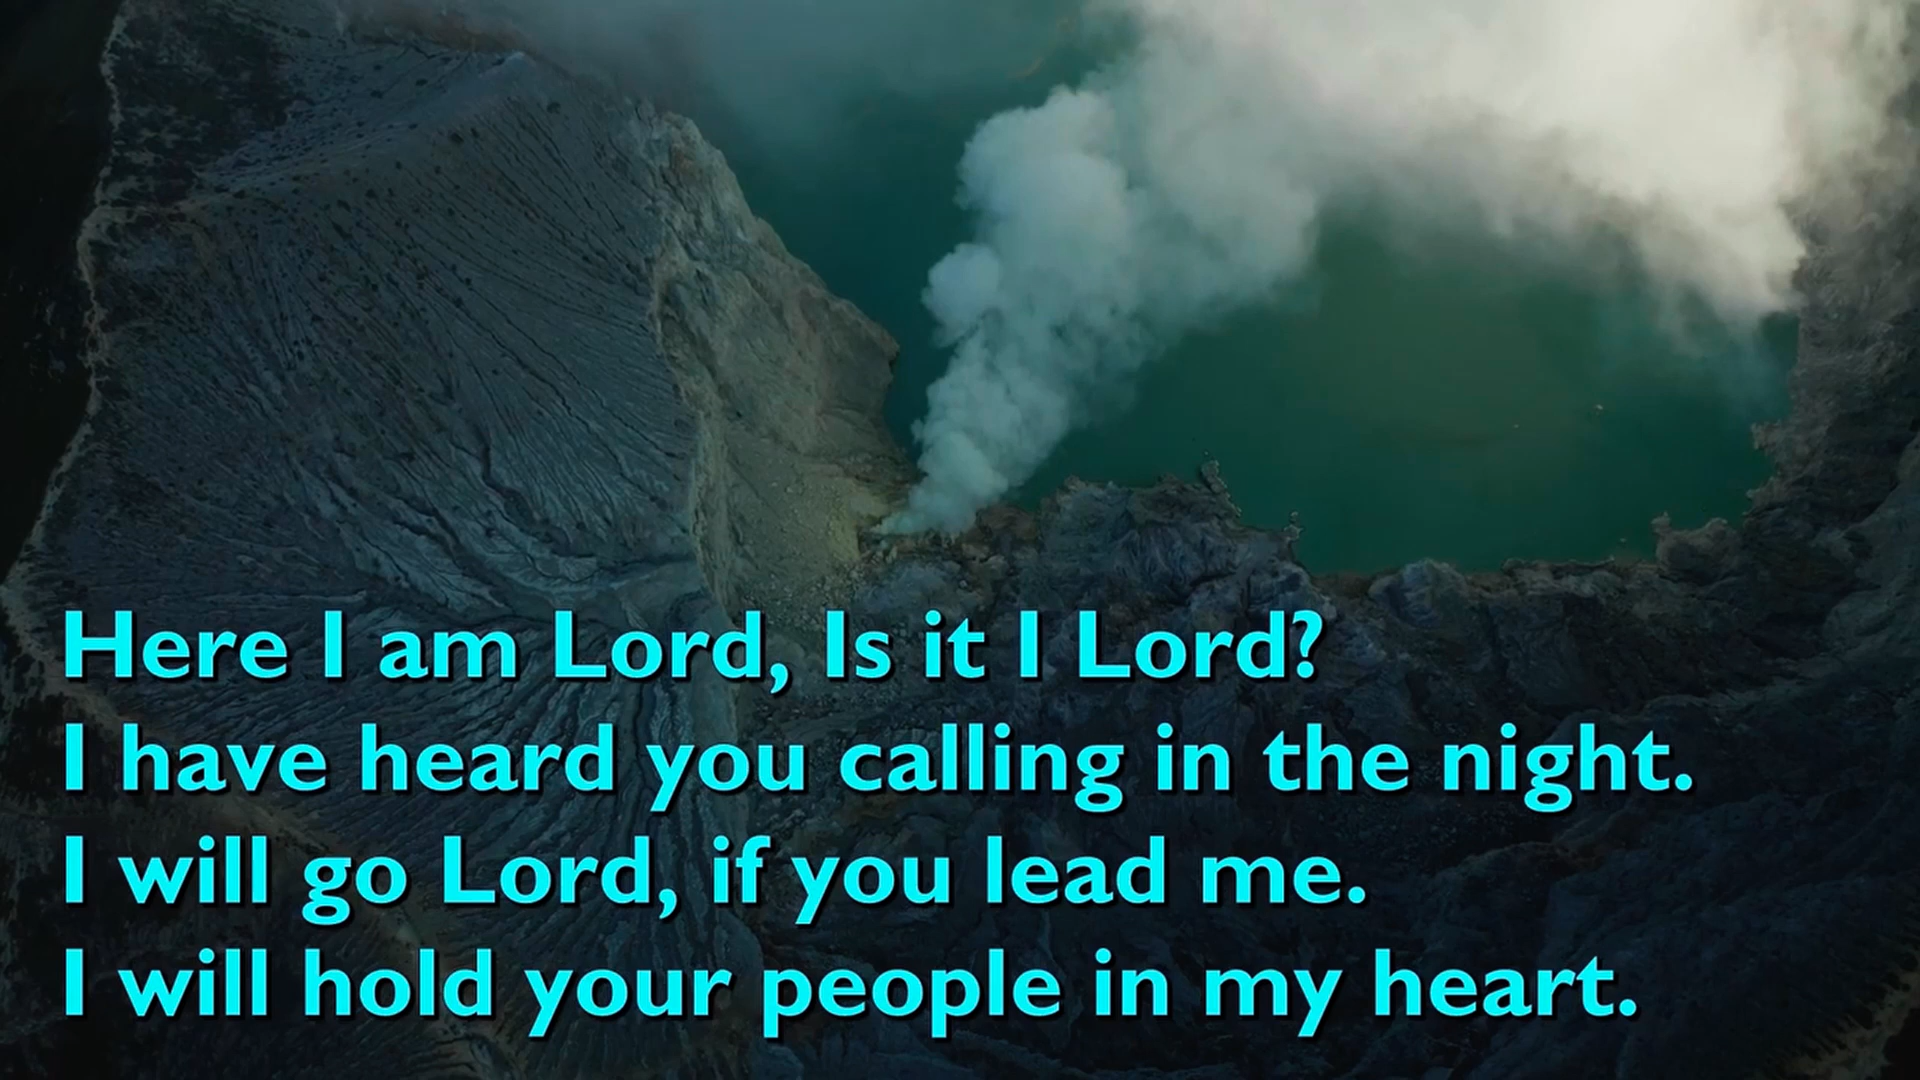 Here I am Lord, Is it I Lord?
I have heard you calling in the night.
I will go Lord, if you lead me.
I will hold your people in my heart.